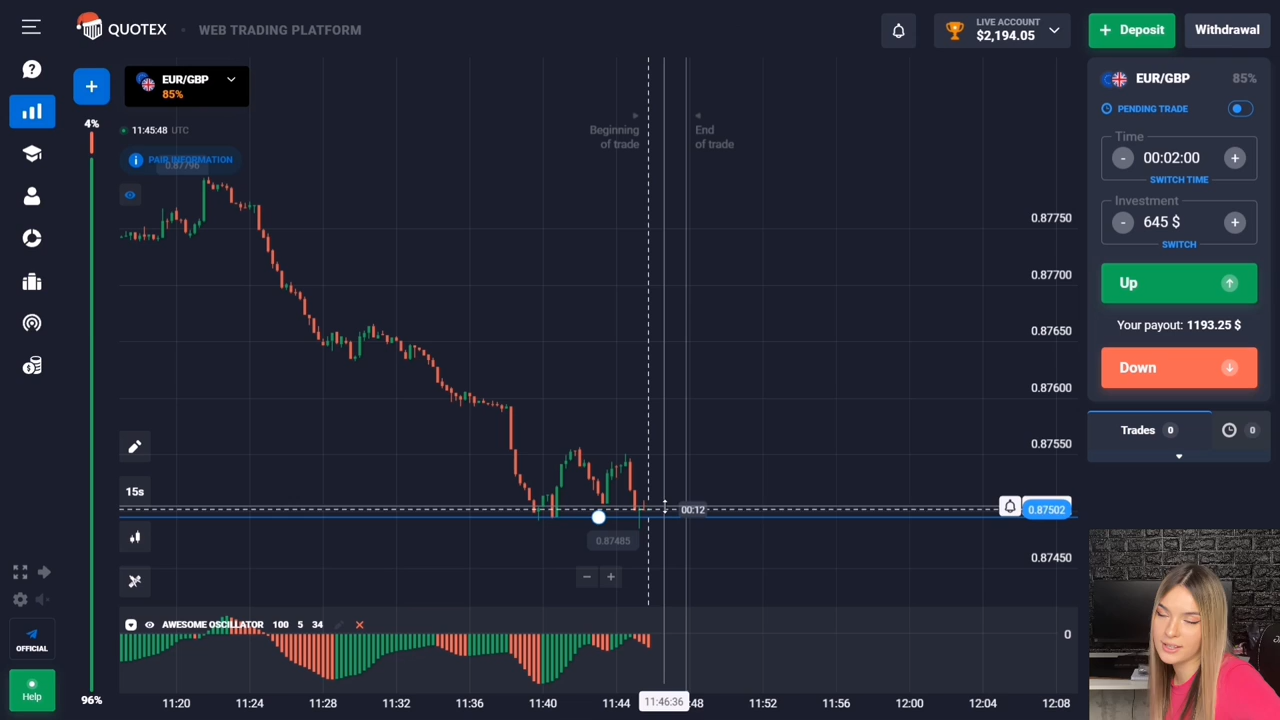 QUOTEX
WEB TRADING PLATFORM
LIVE ACCOUNT
$2,194.05
Deposit
Withdrawal
EUR/GBP
85%
4%
11:45:48 UTC
PAIR INFORMATION
0.87796
Beginning
of trade
End
of trade
0.87750
0.87700
0.87650
0.87600
0.87550
0.87502
0.87450
00:12
0.87485
15s
AWESOME OSCILLATOR 100 5 34
0
OFFICIAL
Help
96%
11:20
11:24
11:28
11:32
11:36
11:40
11:44
11:46:36
:48
11:52
11:56
12:00
12:04
12:08
EUR/GBP
85%
PENDING TRADE
Time
- 00:02:00 +
SWITCH TIME
Investment
- 645 $ +
SWITCH
Up
Your payout: 1193.25 $
Down
Trades 0
0